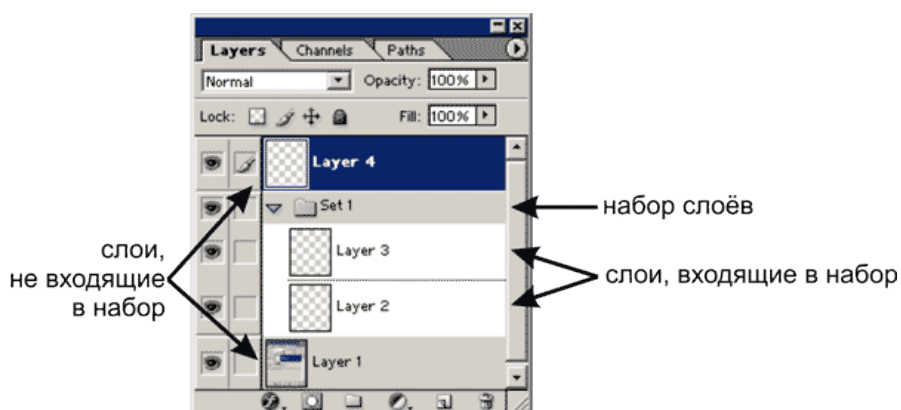 Layers Channels Paths
Normal Opacity: 100%
Lock: Fill: 100%
Layer 4
Set 1
набор слоёв
Layer 3
слои,
не входящие
в набор
слои, входящие в набор
Layer 2
Layer 1